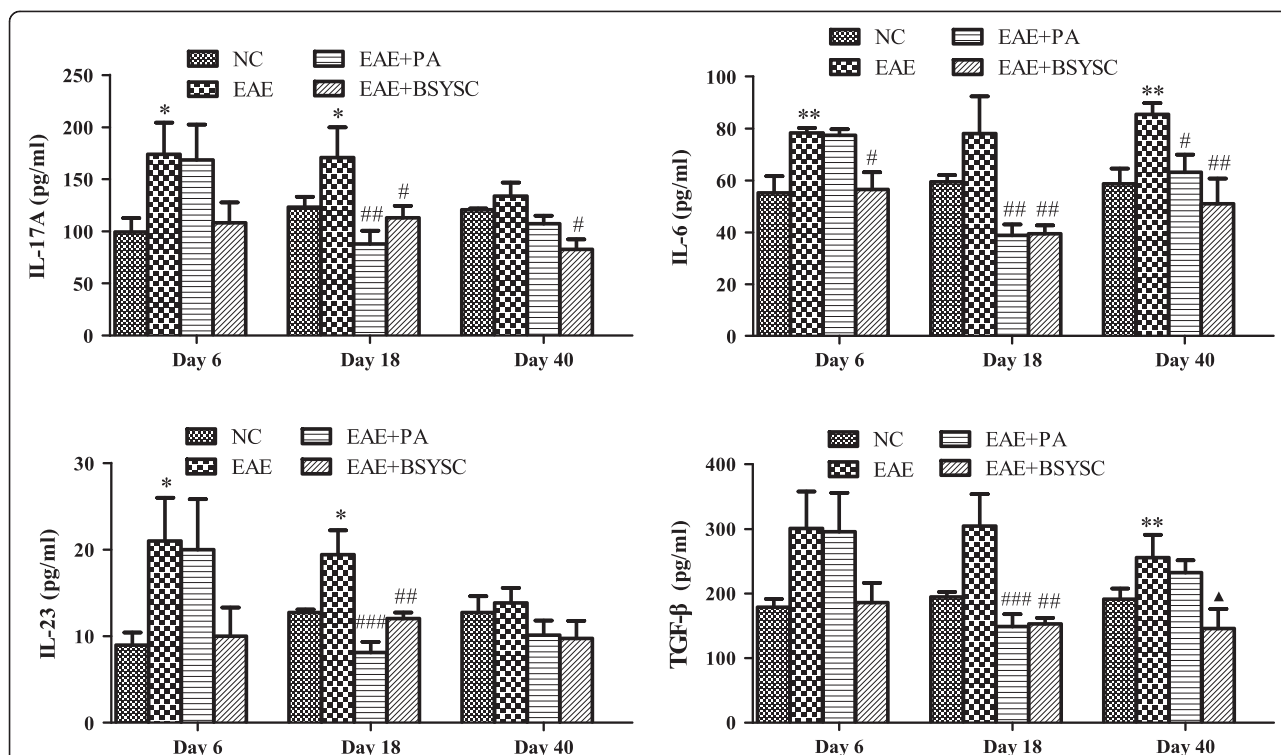 NC
EAE
EAE+PA
EAE+BSYSC
IL-17A (pg/ml)
250
200
150
100
50
0
*
*
##
#
#
Day 6
Day 18
Day 40
NC
EAE
EAE+PA
EAE+BSYSC
IL-6 (pg/ml)
100
80
60
40
20
0
**
#
##
##
**
#
##
Day 6
Day 18
Day 40
NC
EAE
EAE+PA
EAE+BSYSC
IL-23 (pg/ml)
30
20
10
0
*
*
###
##
Day 6
Day 18
Day 40
NC
EAE
EAE+PA
EAE+BSYSC
TGF-β (pg/ml)
400
300
200
100
0
###
##
**
▲
Day 6
Day 18
Day 40